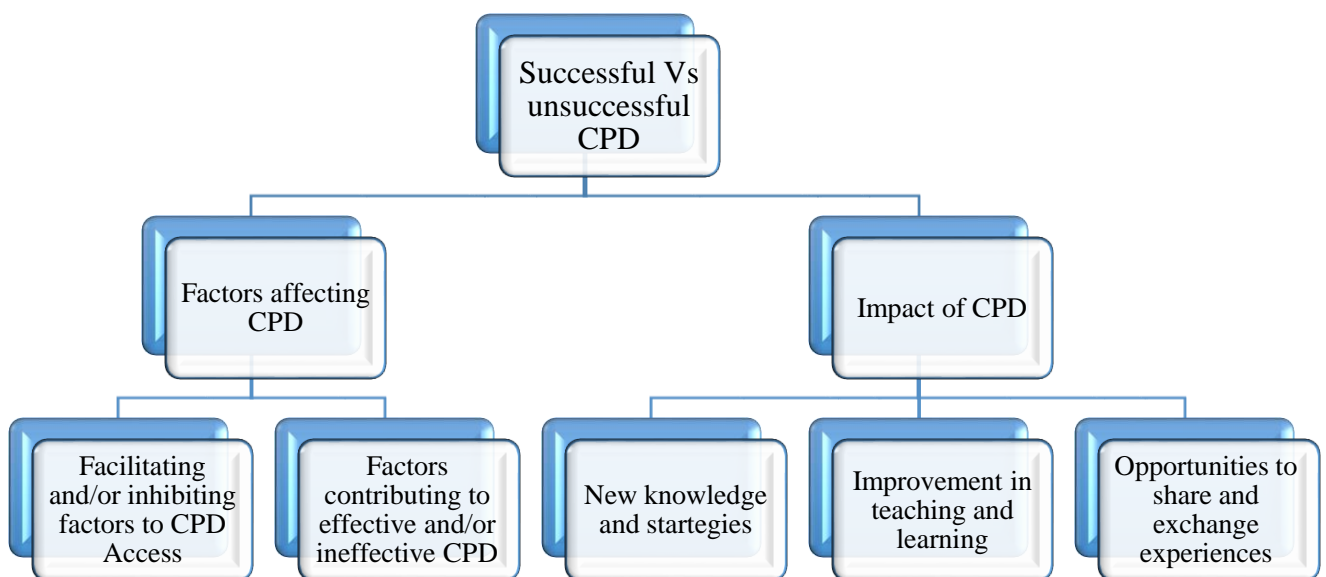 Successful Vs
unsuccessful
CPD
Factors affecting
CPD
Impact of CPD
Facilitating
and/or inhibiting
factors to CPD
Access
Factors
contributing to
effective and/or
ineffective CPD
New knowledge
and startegies
Improvement in
teaching and
learning
Opportunities to
share and
exchange
experiences